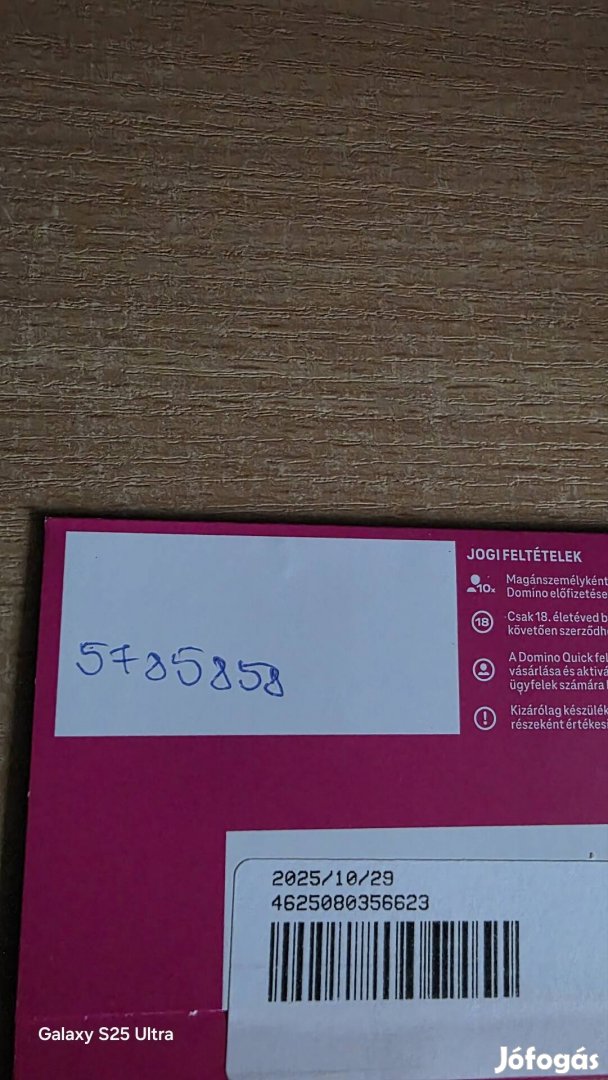 JOGI FELTÉTELEK
10x
Magánszemélyként
Domino előfizetése
18
Csak 18. életéved b
követően szerződh
A Domino Quick fel
vásárlása és aktivá
ügyfelek számára
Kizárólag készülék
részeként értékesí
5785858
2025/10/29
4625080356623
Galaxy S25 Ultra
Jófogás